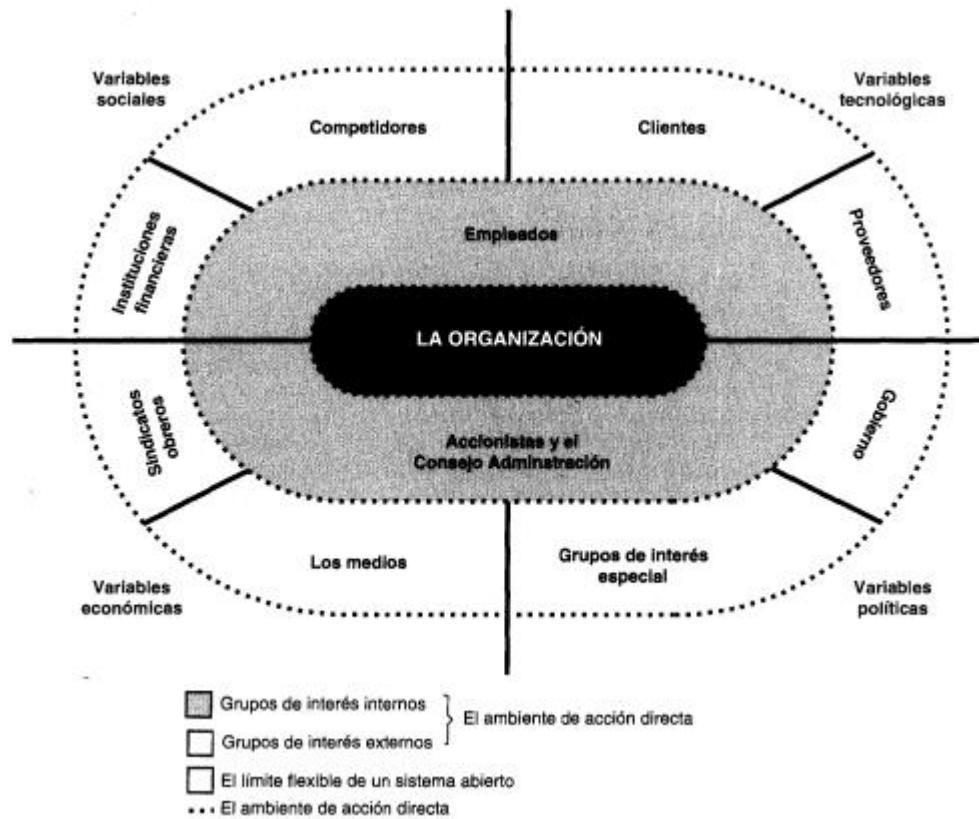 Variables
sociales
Variables
tecnológicas
Competidores
Clientes
Instituciones
financieras
Proveedores
Empleados
LA ORGANIZACIÓN
Sindicatos
obreros
Gobierno
Accionistas y el
Consejo Adminstración
Los medios
Grupos de interés
especial
Variables
económicas
Variables
políticas
Grupos de interés internos
El ambiente de acción directa
Grupos de interés externos
El límite flexible de un sistema abierto
El ambiente de acción directa